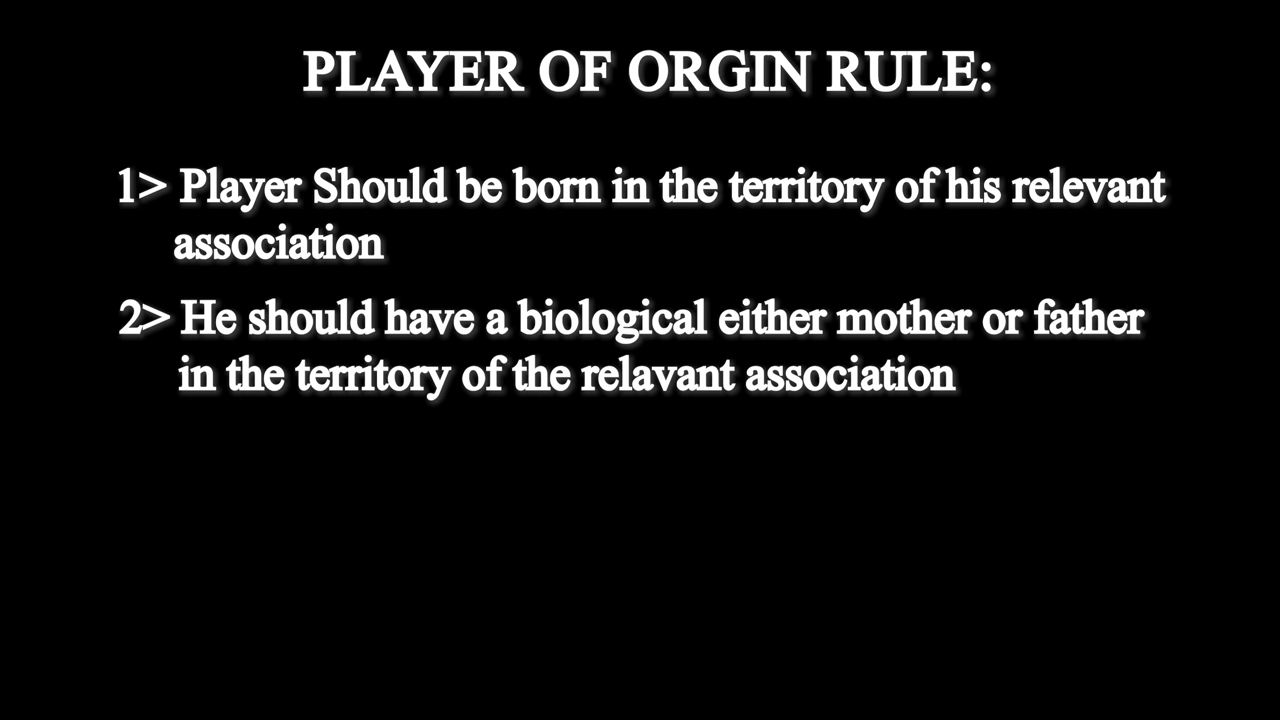 PLAYER OF ORGIN RULE:
1> Player Should be born in the territory of his relevant
association
2> He should have a biological either mother or father
in the territory of the relavant association